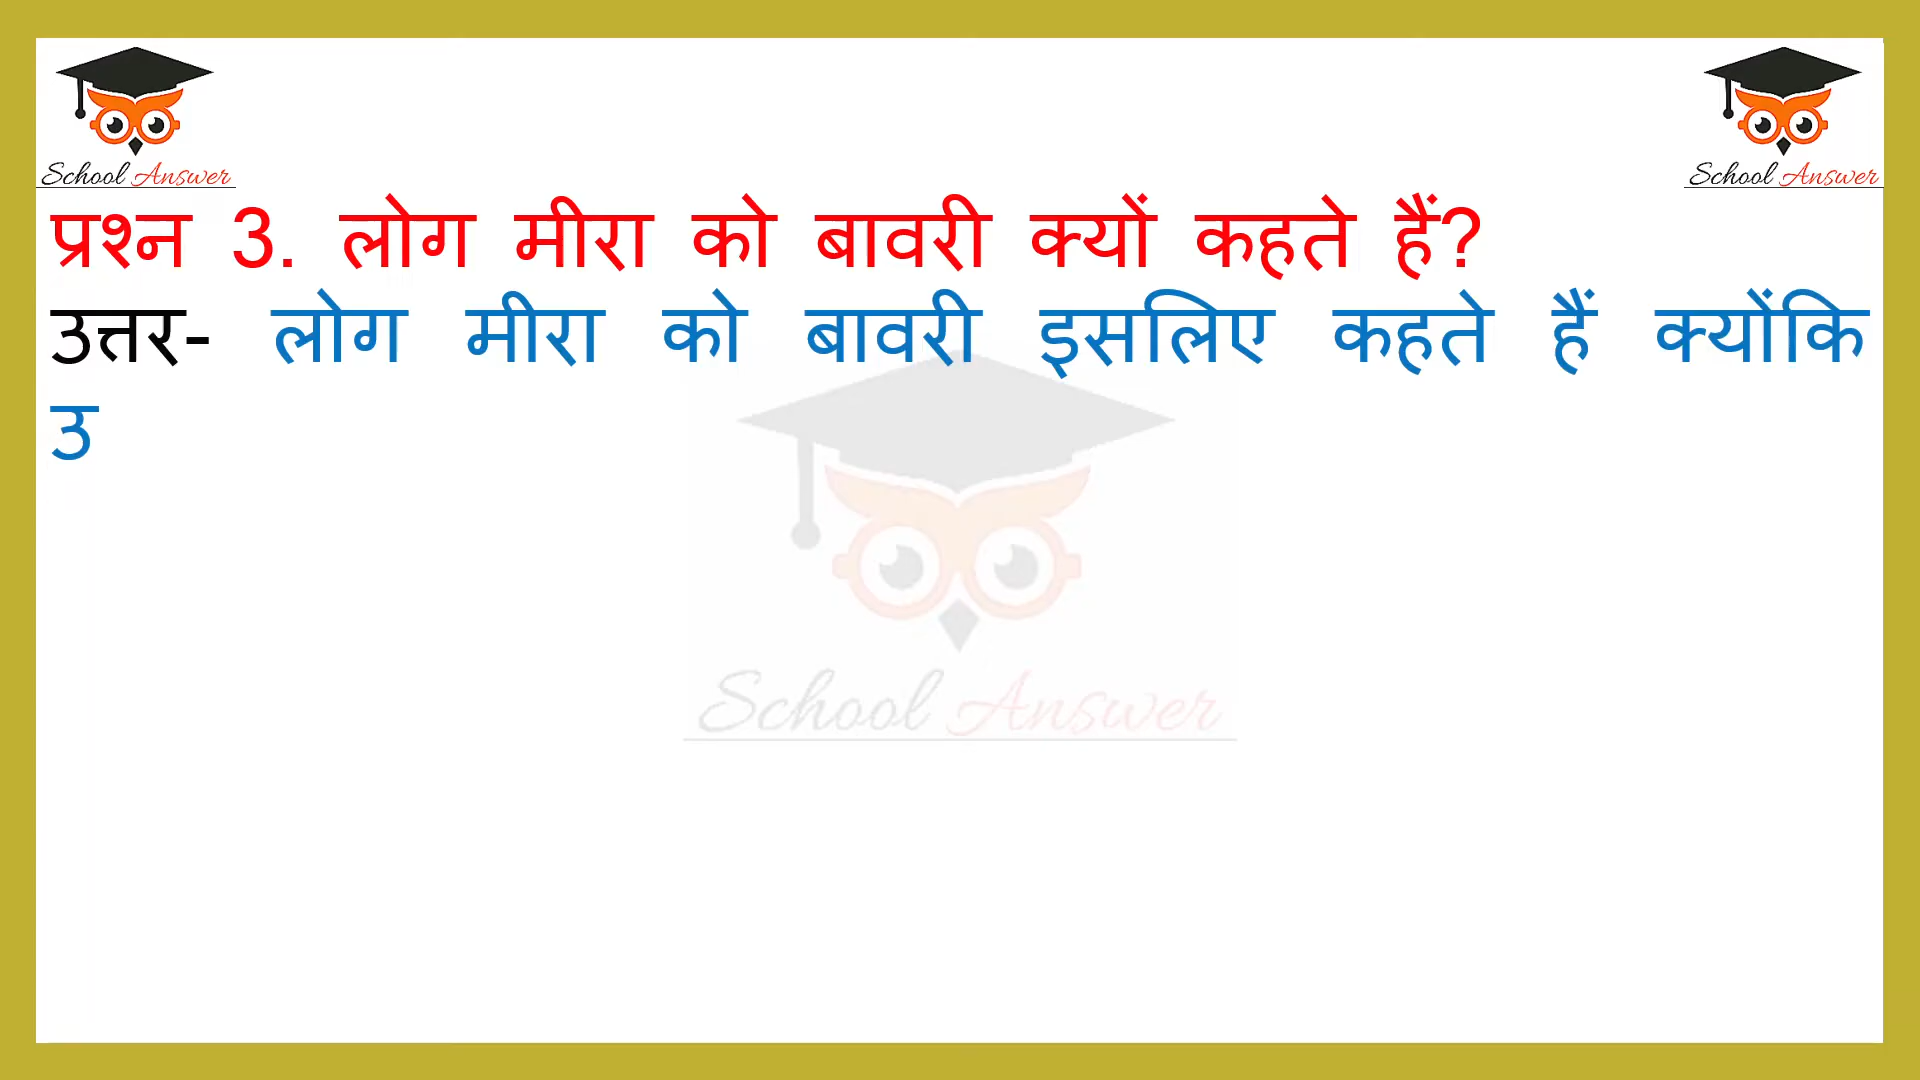 School Answer
School Answer
प्रश्न 3. लोग मीरा को बावरी क्यों कहते हैं?
उत्तर- लोग मीरा को बावरी इसलिए कहते हैं क्योंकि
उ
School Answer